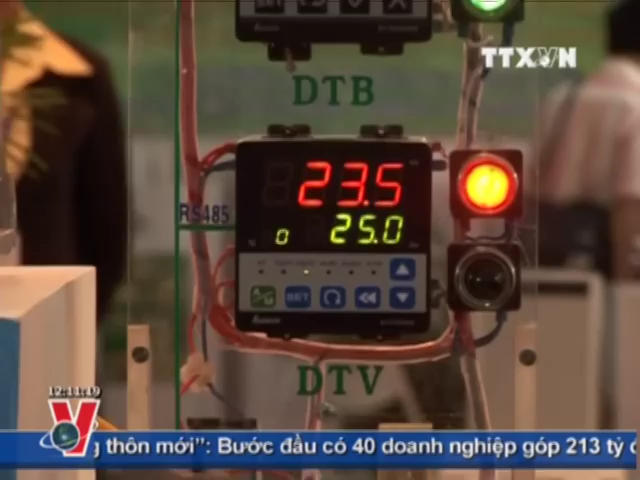 TTXVN
DTB
23.5
RS485
0 25.0
A/G SET
DTV
12:11:49
V
g thôn mới”: Bước đầu có 40 doanh nghiệp góp 213 tỷ